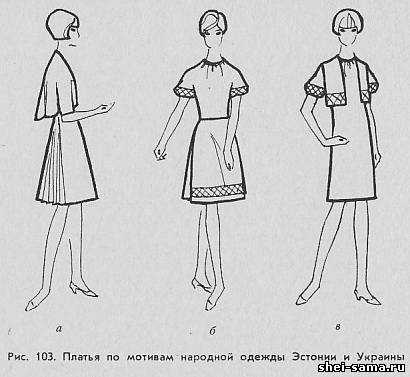 а б в
Рис. 103. Платья по мотивам народной одежды Эстонии и Украины
shei-sama.ru